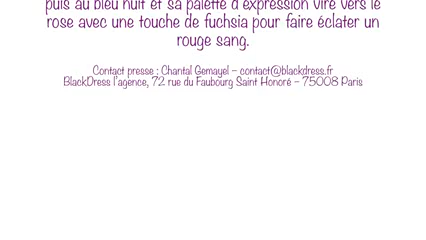 puis au bleu nuit et sa palette d'expression vire vers le
rose avec une touche de fuchsia pour faire éclater un
rouge sang.
Contact presse : Chantal Gemayel – contact@blackdress.fr
BlackDress l'agence, 72 rue du Faubourg Saint Honoré – 75008 Paris